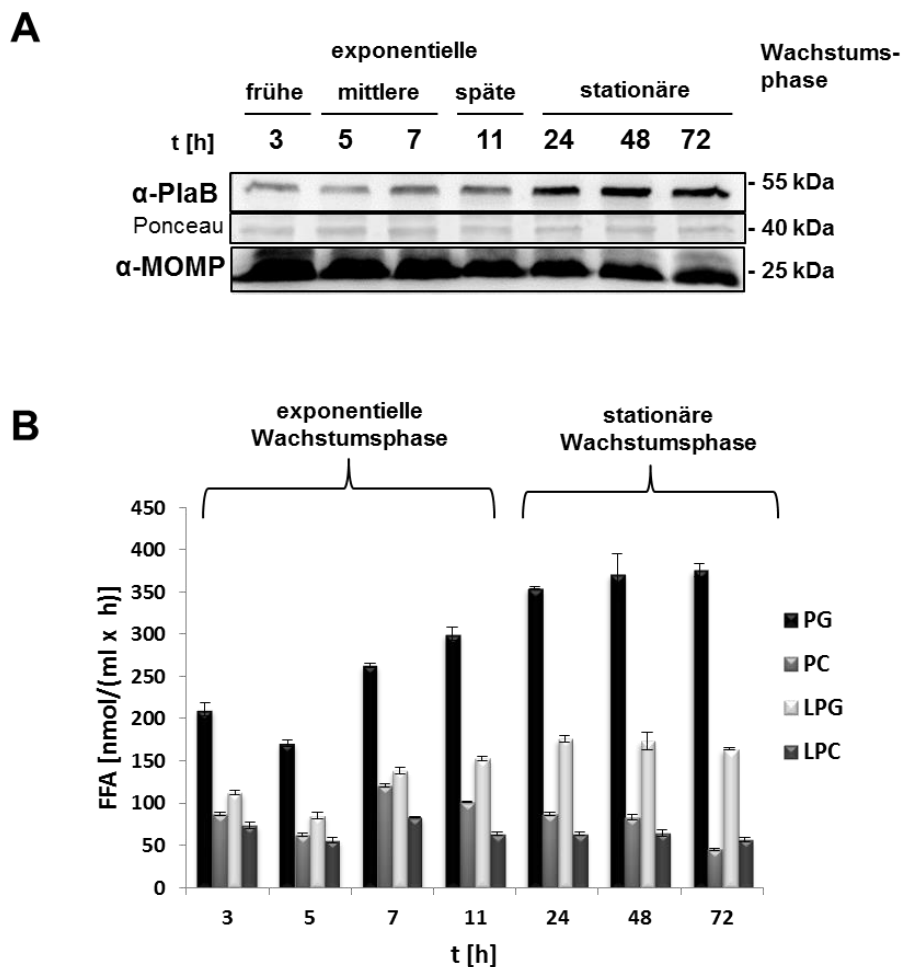 A
exponentielle
Wachstums-
phase
frühe mittlere späte stationäre
t [h] 3 5 7 11 24 48 72
α-PlaB - 55 kDa
Ponceau - 40 kDa
α-MOMP - 25 kDa
B
exponentielle
Wachstumsphase
stationäre
Wachstumsphase
FFA [nmol/(ml x h)]
450
400
350
300
250
200
150
100
50
0
3 5 7 11 24 48 72
t [h]
PG
PC
LPG
LPC